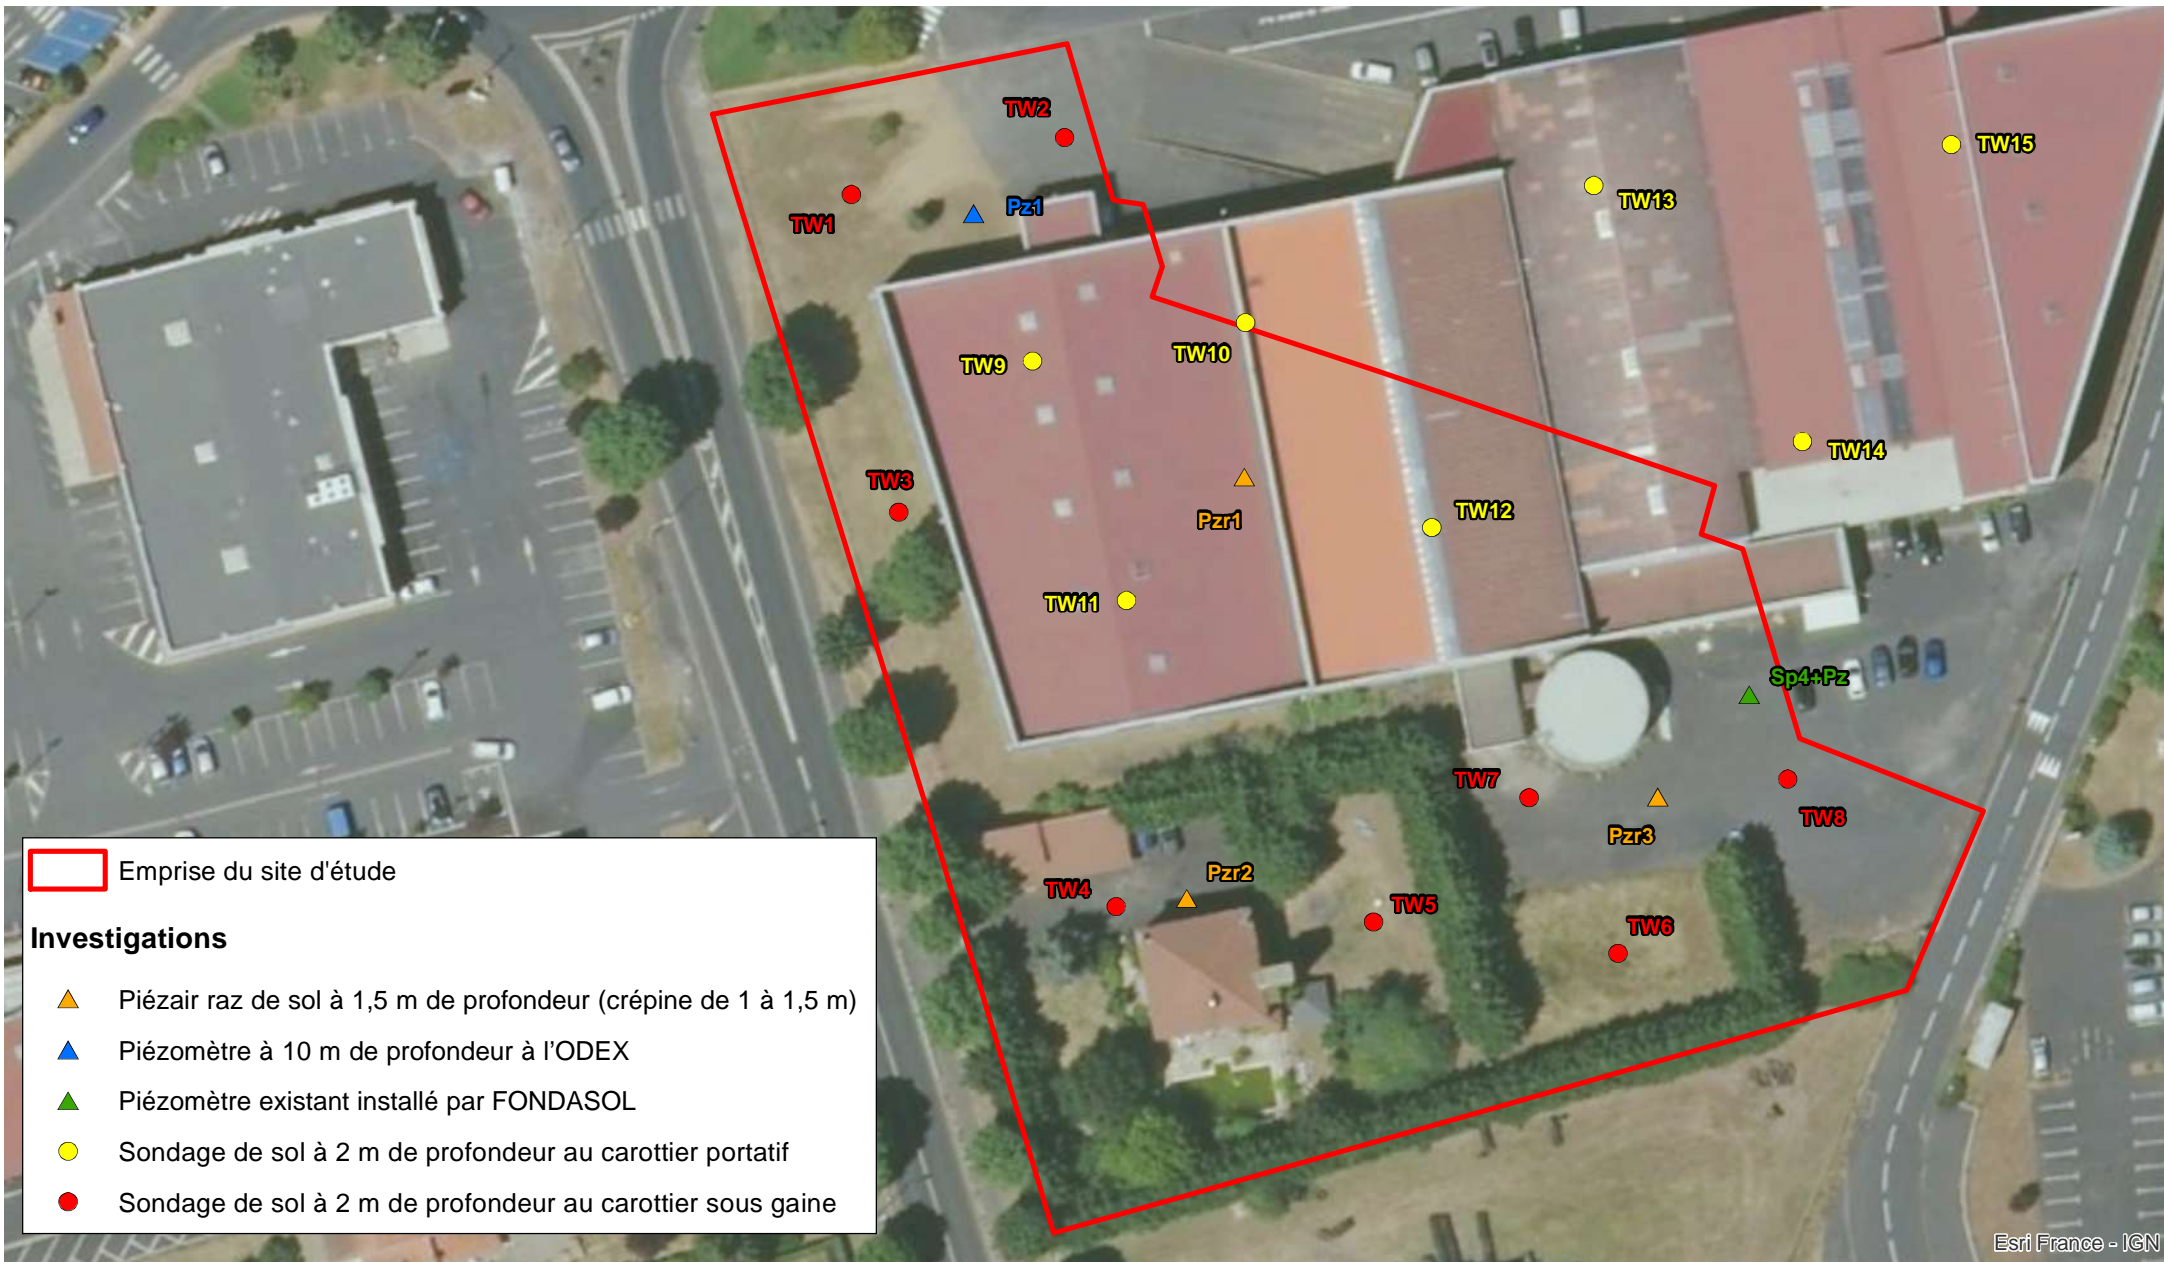 TW2
TW15
TW13
Pz1
TW1
TW10
TW9
TW14
TW3
TW12
Pzr1
TW11
Sp4+Pz
TW7
TW8
Pzr3
Pzr2
TW4
TW5
TW6
Emprise du site d'étude
Investigations
Piézair raz de sol à 1,5 m de profondeur (crépine de 1 à 1,5 m)
Piézomètre à 10 m de profondeur à l’ODEX
Piézomètre existant installé par FONDASOL
Sondage de sol à 2 m de profondeur au carottier portatif
Sondage de sol à 2 m de profondeur au carottier sous gaine
Esri France - IGN